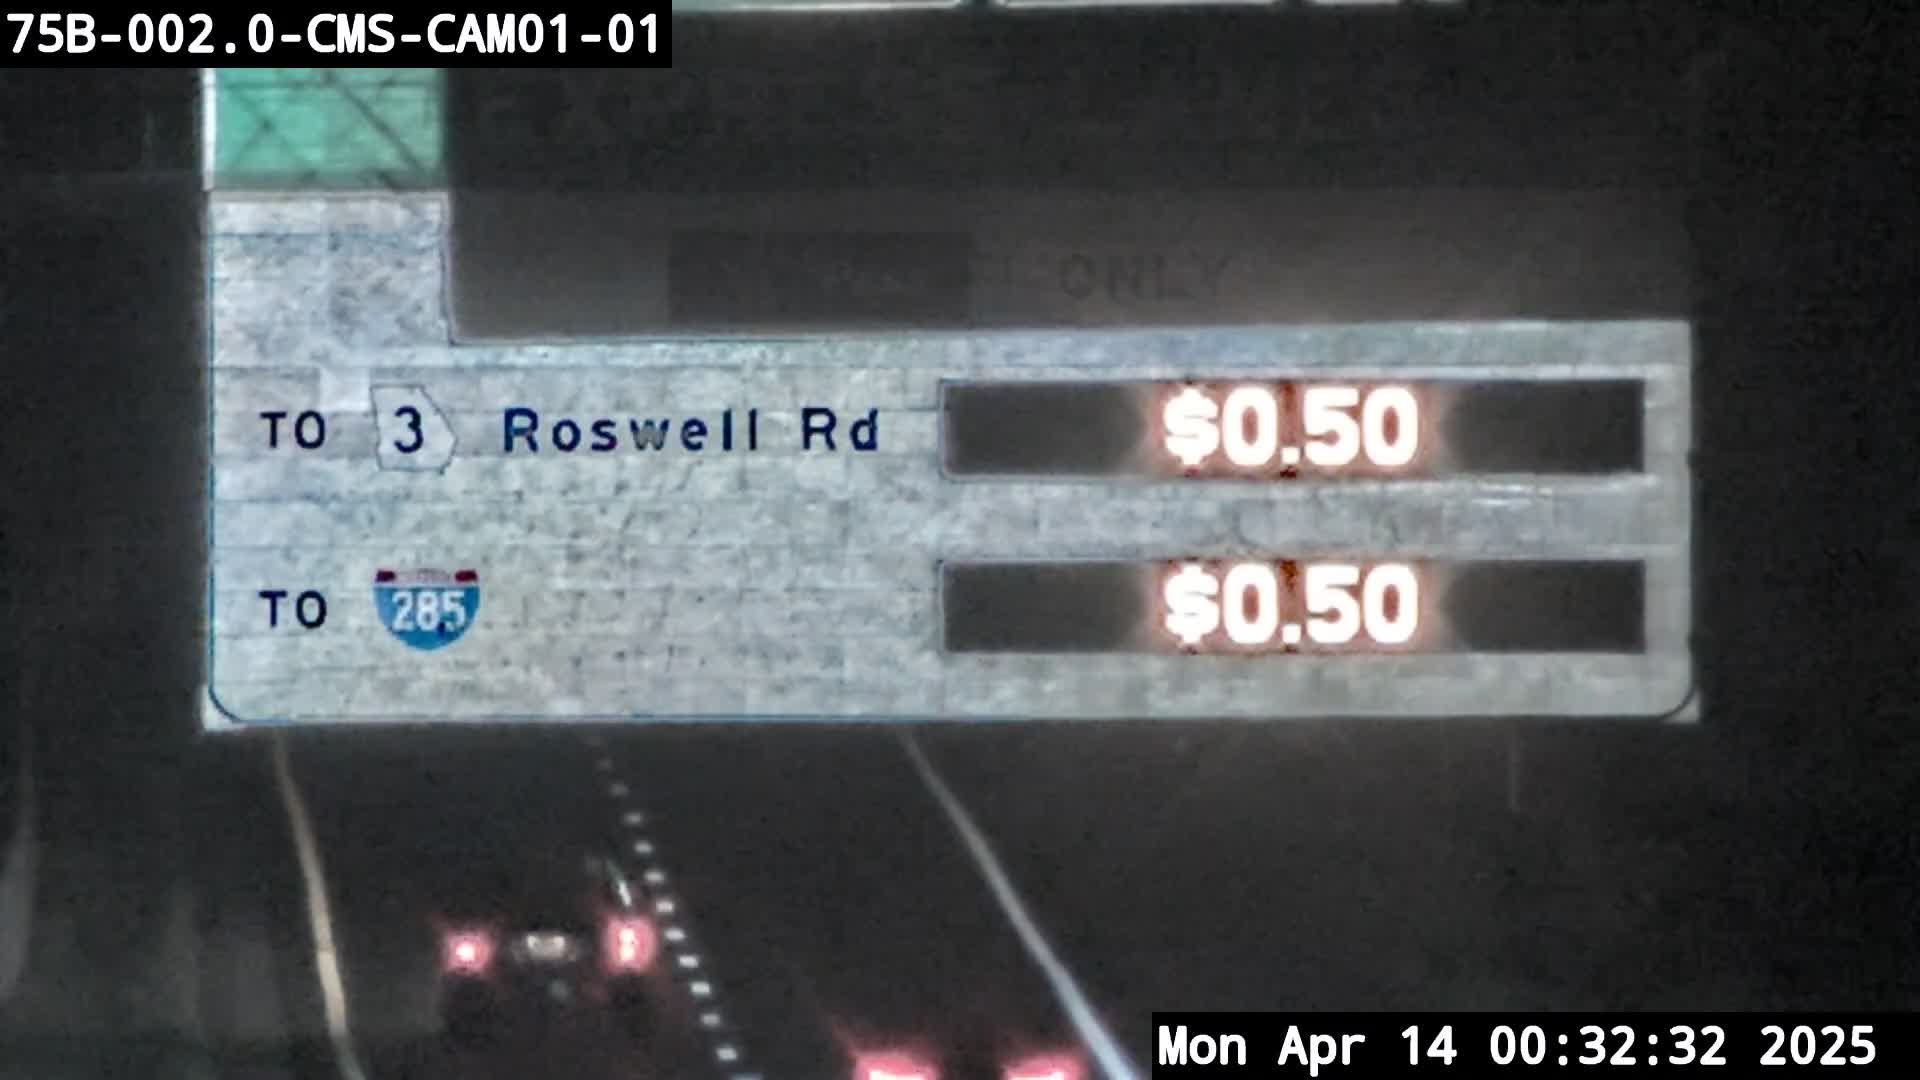 75B-002.0-CMS-CAM01-01
ONLY
TO 3 Roswell Rd $0.50
TO 285 $0.50
Mon Apr 14 00:32:32 2025